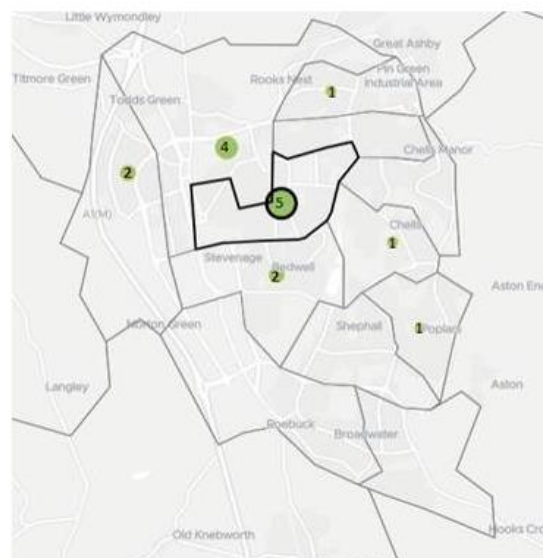 Little Wymondley
Great Ashby
Titmore Green
Rooks Nest
Pin Green
Industrial Area
1
Todds Green
4
Chells Manor
2
5
A1(M)
Chells
1
Stevenage
Bedwell
2
Aston En
Norton Green
Shephall
1
Poplars
Langley
Aston
Roebuck
Broadwater
Old Knebworth
Hooks Cro